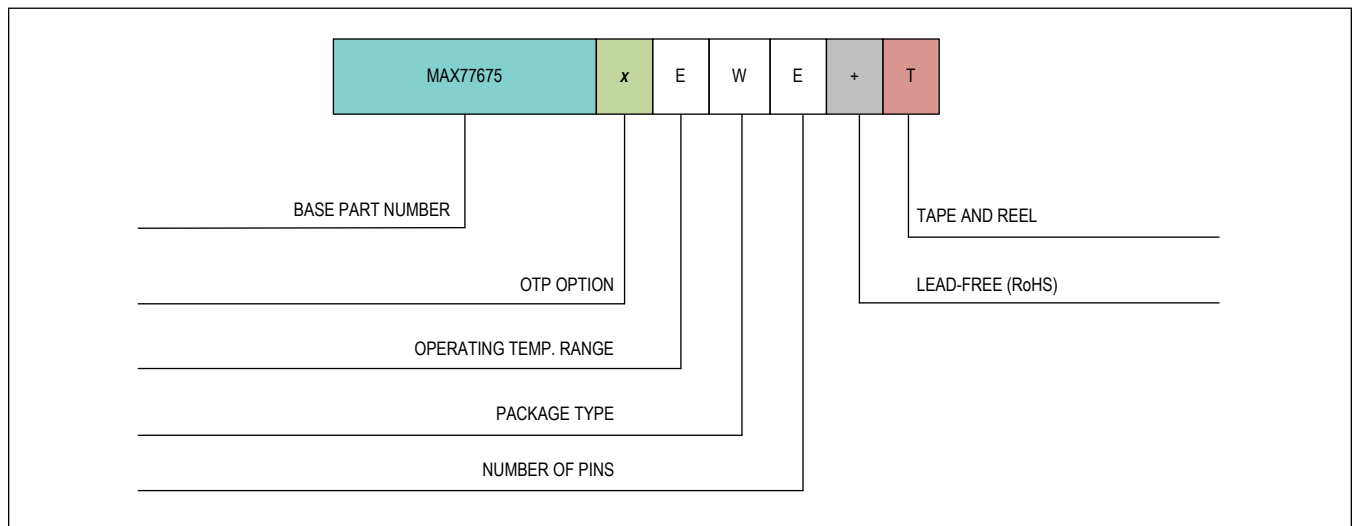 MAX77675 x E W E + T
BASE PART NUMBER
TAPE AND REEL
OTP OPTION
LEAD-FREE (RoHS)
OPERATING TEMP. RANGE
PACKAGE TYPE
NUMBER OF PINS